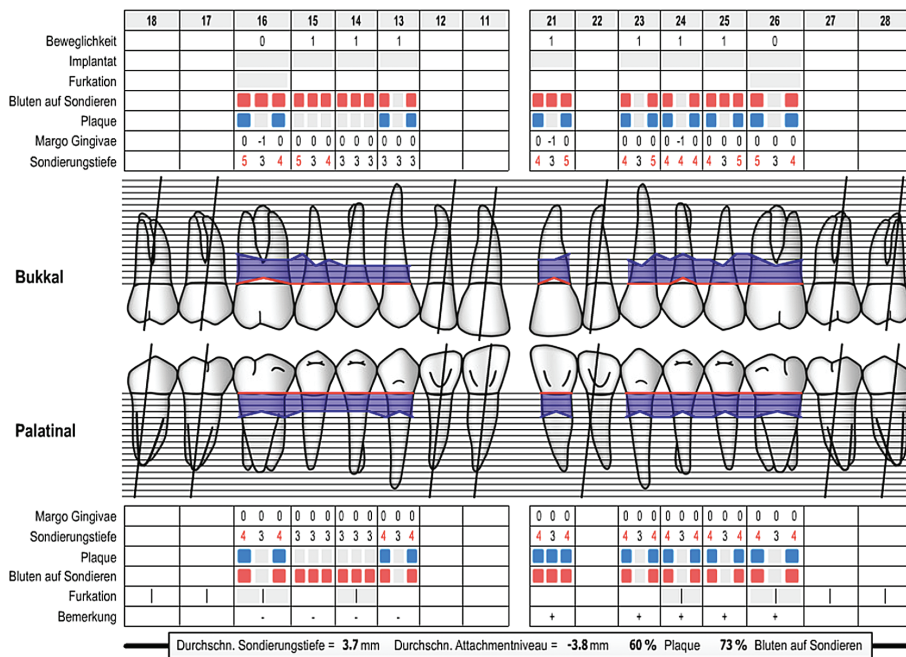 18 17 16 15 14 13 12 11 21 22 23 24 25 26 27 28
Beweglichkeit 0 1 1 1 1 1 1 1 0
Implantat
Furkation
Bluten auf Sondieren
Plaque
Margo Gingivae 0 -1 0 0 0 0 0 0 0 0 0 0 0 -1 0 0 0 0 0 -1 0 0 0 0 0 0 0
Sondierungstiefe 5 3 4 5 3 4 3 3 3 3 3 3 4 3 5 4 3 5 4 4 4 4 3 5 5 3 4
Bukkal
Palatinal
Margo Gingivae 0 0 0 0 0 0 0 0 0 0 0 0 0 0 0 0 0 0 0 0 0 0 0 0 0 0 0
Sondierungstiefe 4 3 4 3 3 3 3 3 3 4 3 4 4 3 4 4 3 4 4 3 4 4 3 4 4 3 4
Plaque
Bluten auf Sondieren
Furkation | | | | | | | |
Bemerkung - - - - + + + + +
Durchschn. Sondierungstiefe = 3.7 mm Durchschn. Attachmentniveau = -3.8 mm 60 % Plaque 73 % Bluten auf Sondieren